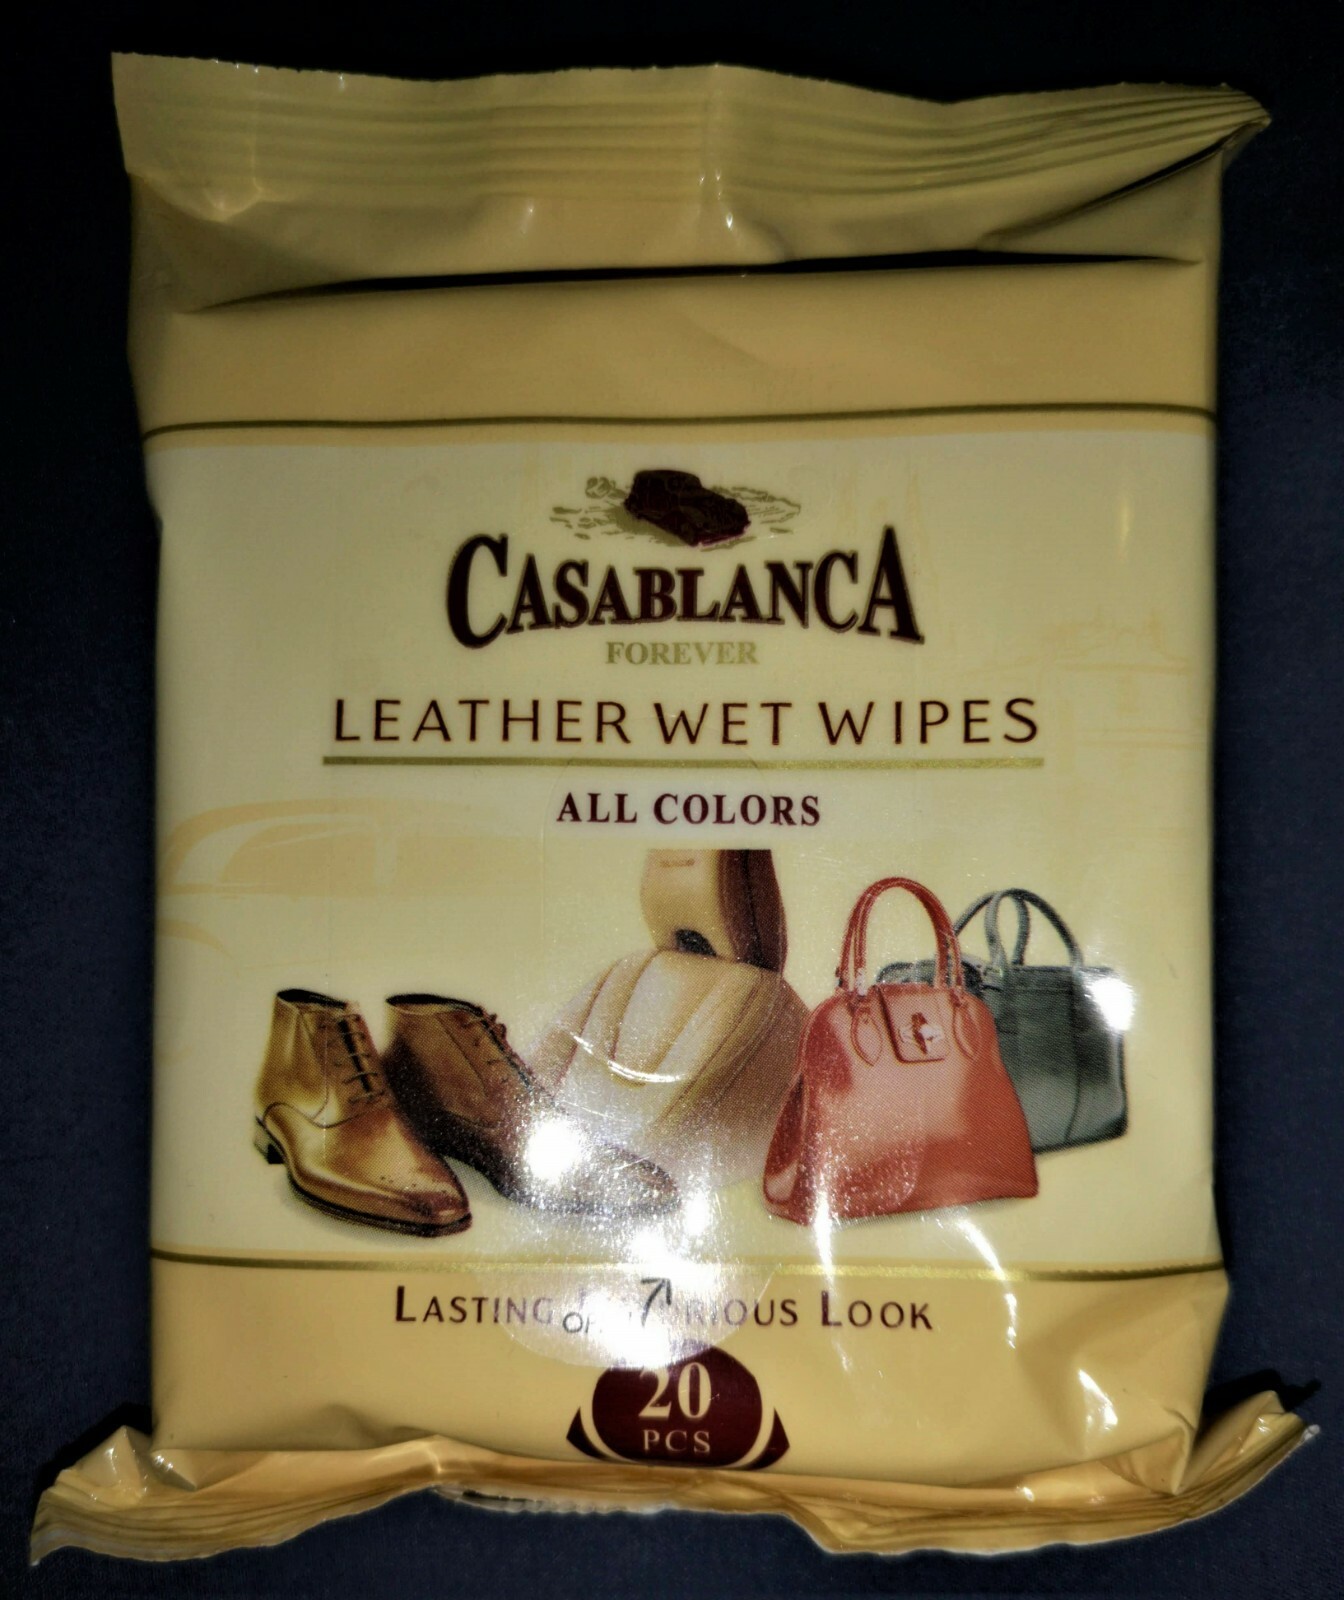 CASABLANCA
FOREVER
LEATHER WET WIPES
ALL COLORS
LASTING LOOK
20
PCS